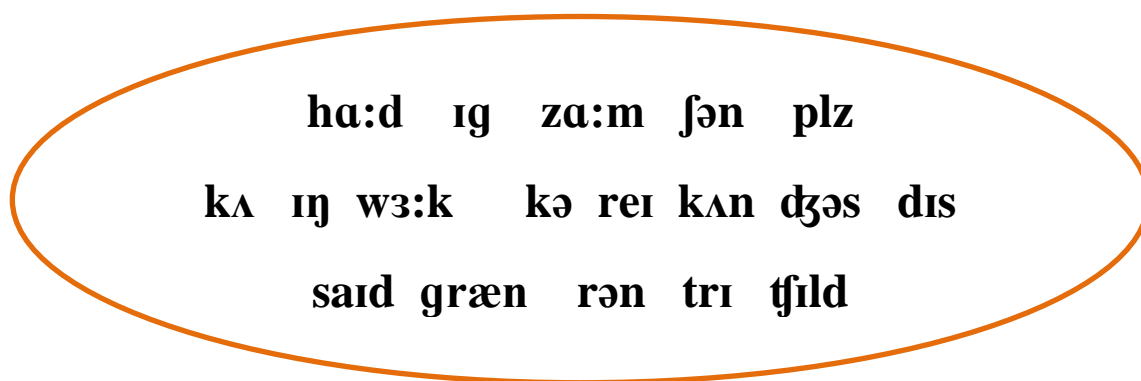 hɑ:d ɪg zɑ:m ʃən plz
kʌ ɪŋ wɜ:k kə reɪ kʌn ʤəs dɪs
saɪd græn rən trɪ ʧɪld